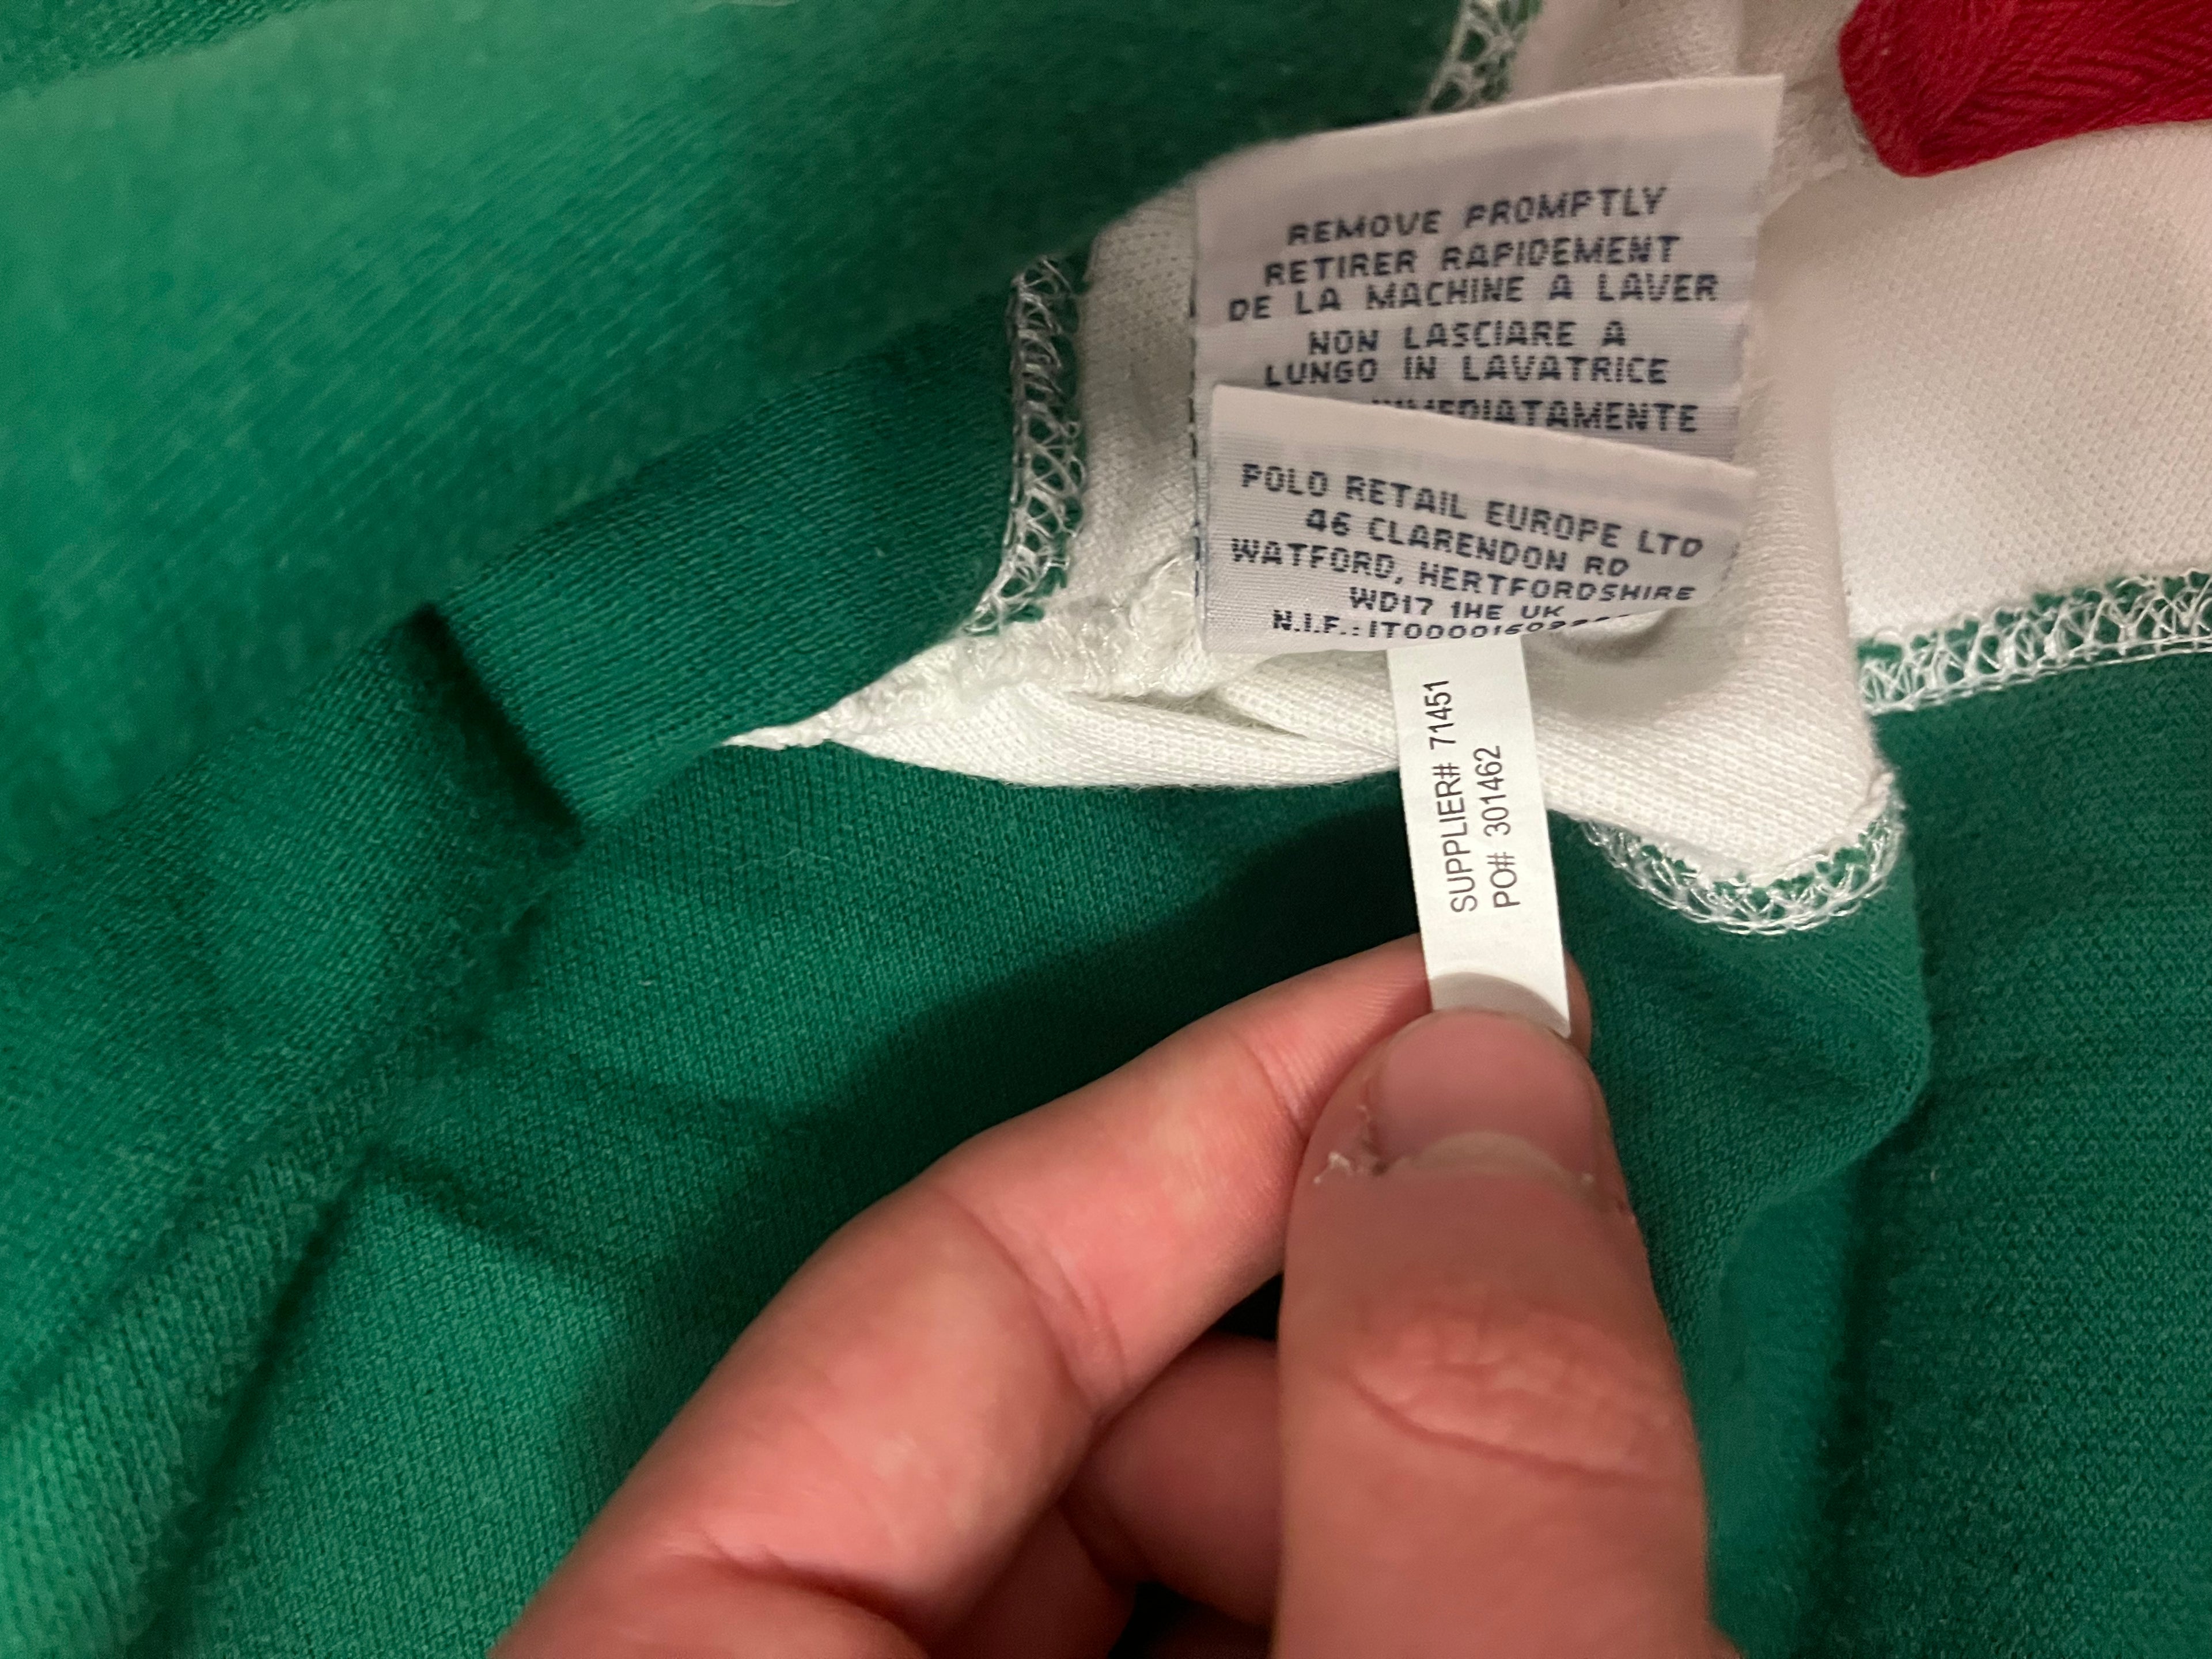 REMOVE PROMPTLY
RETIRER RAPIDEMENT
DE LA MACHINE A LAVER
NON LASCIARE A
LUNGO IN LAVATRICE
IMMEDIATAMENTE
POLO RETAIL EUROPE LTD
46 CLARENDON RD
WATFORD, HERTFORDSHIRE
WD17 1HE UK
N.I.F.:
SUPPLIER# 71451
PO# 301462